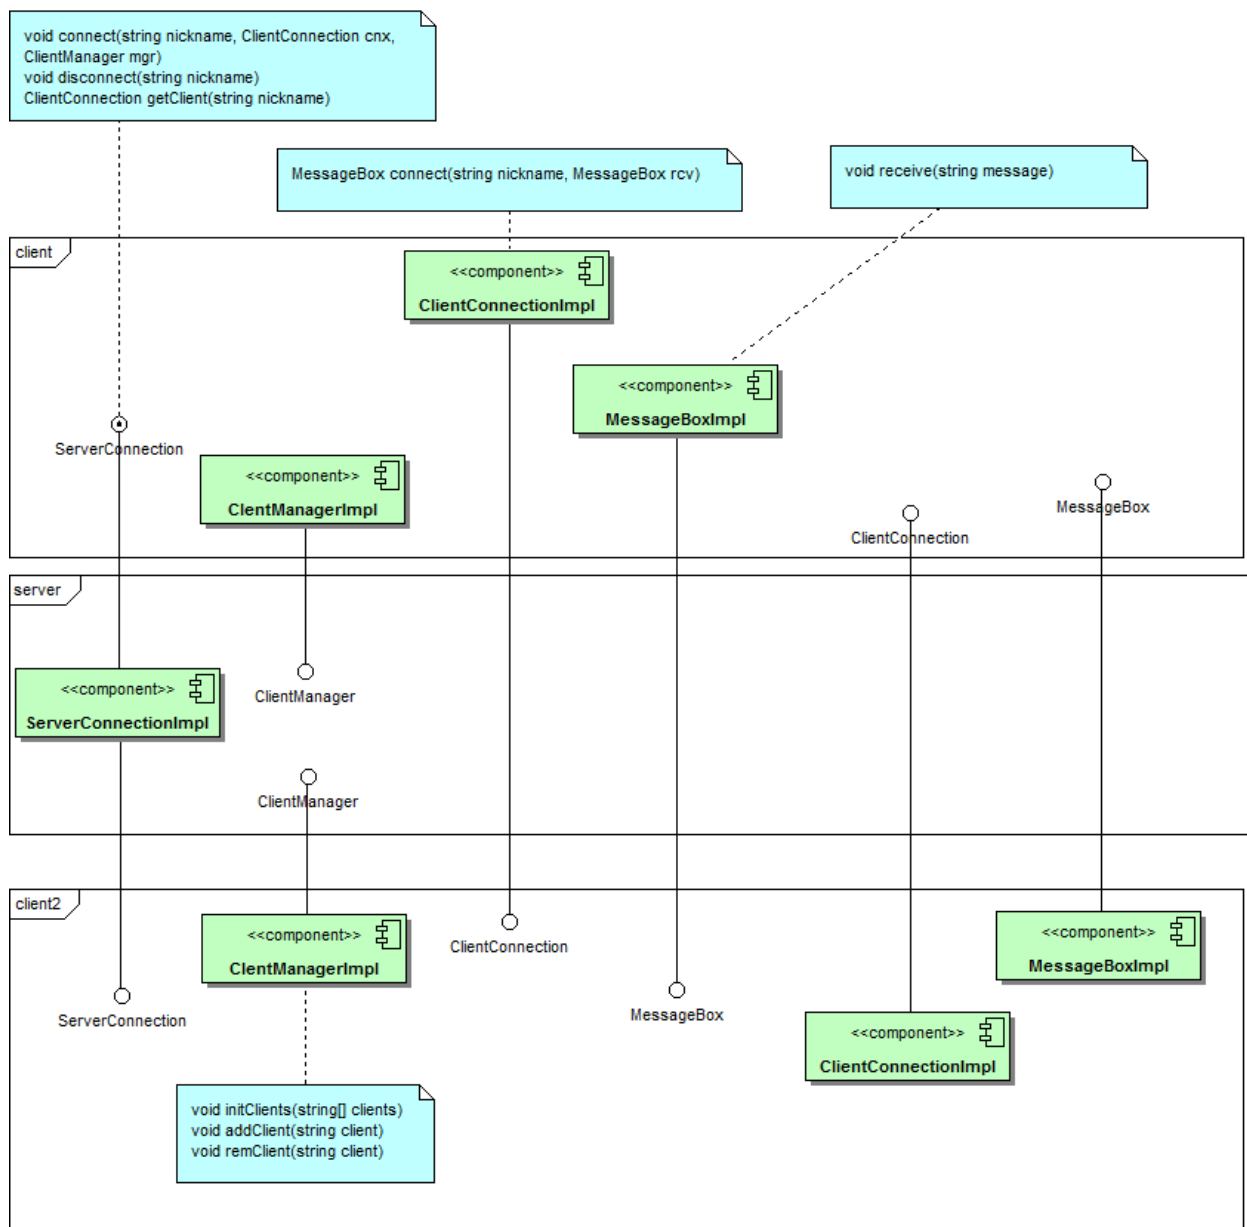 void connect(string nickname, ClientConnection cnx,
ClientManager mgr)
void disconnect(string nickname)
ClientConnection getClient(string nickname)
MessageBox connect(string nickname, MessageBox rcv)
void receive(string message)
client
<<component>>
ClientConnectionImpl
<<component>>
MessageBoxImpl
ServerConnection
<<component>>
ClentManagerImpl
MessageBox
ClientConnection
server
<<component>>
ServerConnectionImpl
ClientManager
ClientManager
client2
<<component>>
ClentManagerImpl
ClientConnection
<<component>>
MessageBoxImpl
ServerConnection
MessageBox
<<component>>
ClientConnectionImpl
void initClients(string[] clients)
void addClient(string client)
void remClient(string client)